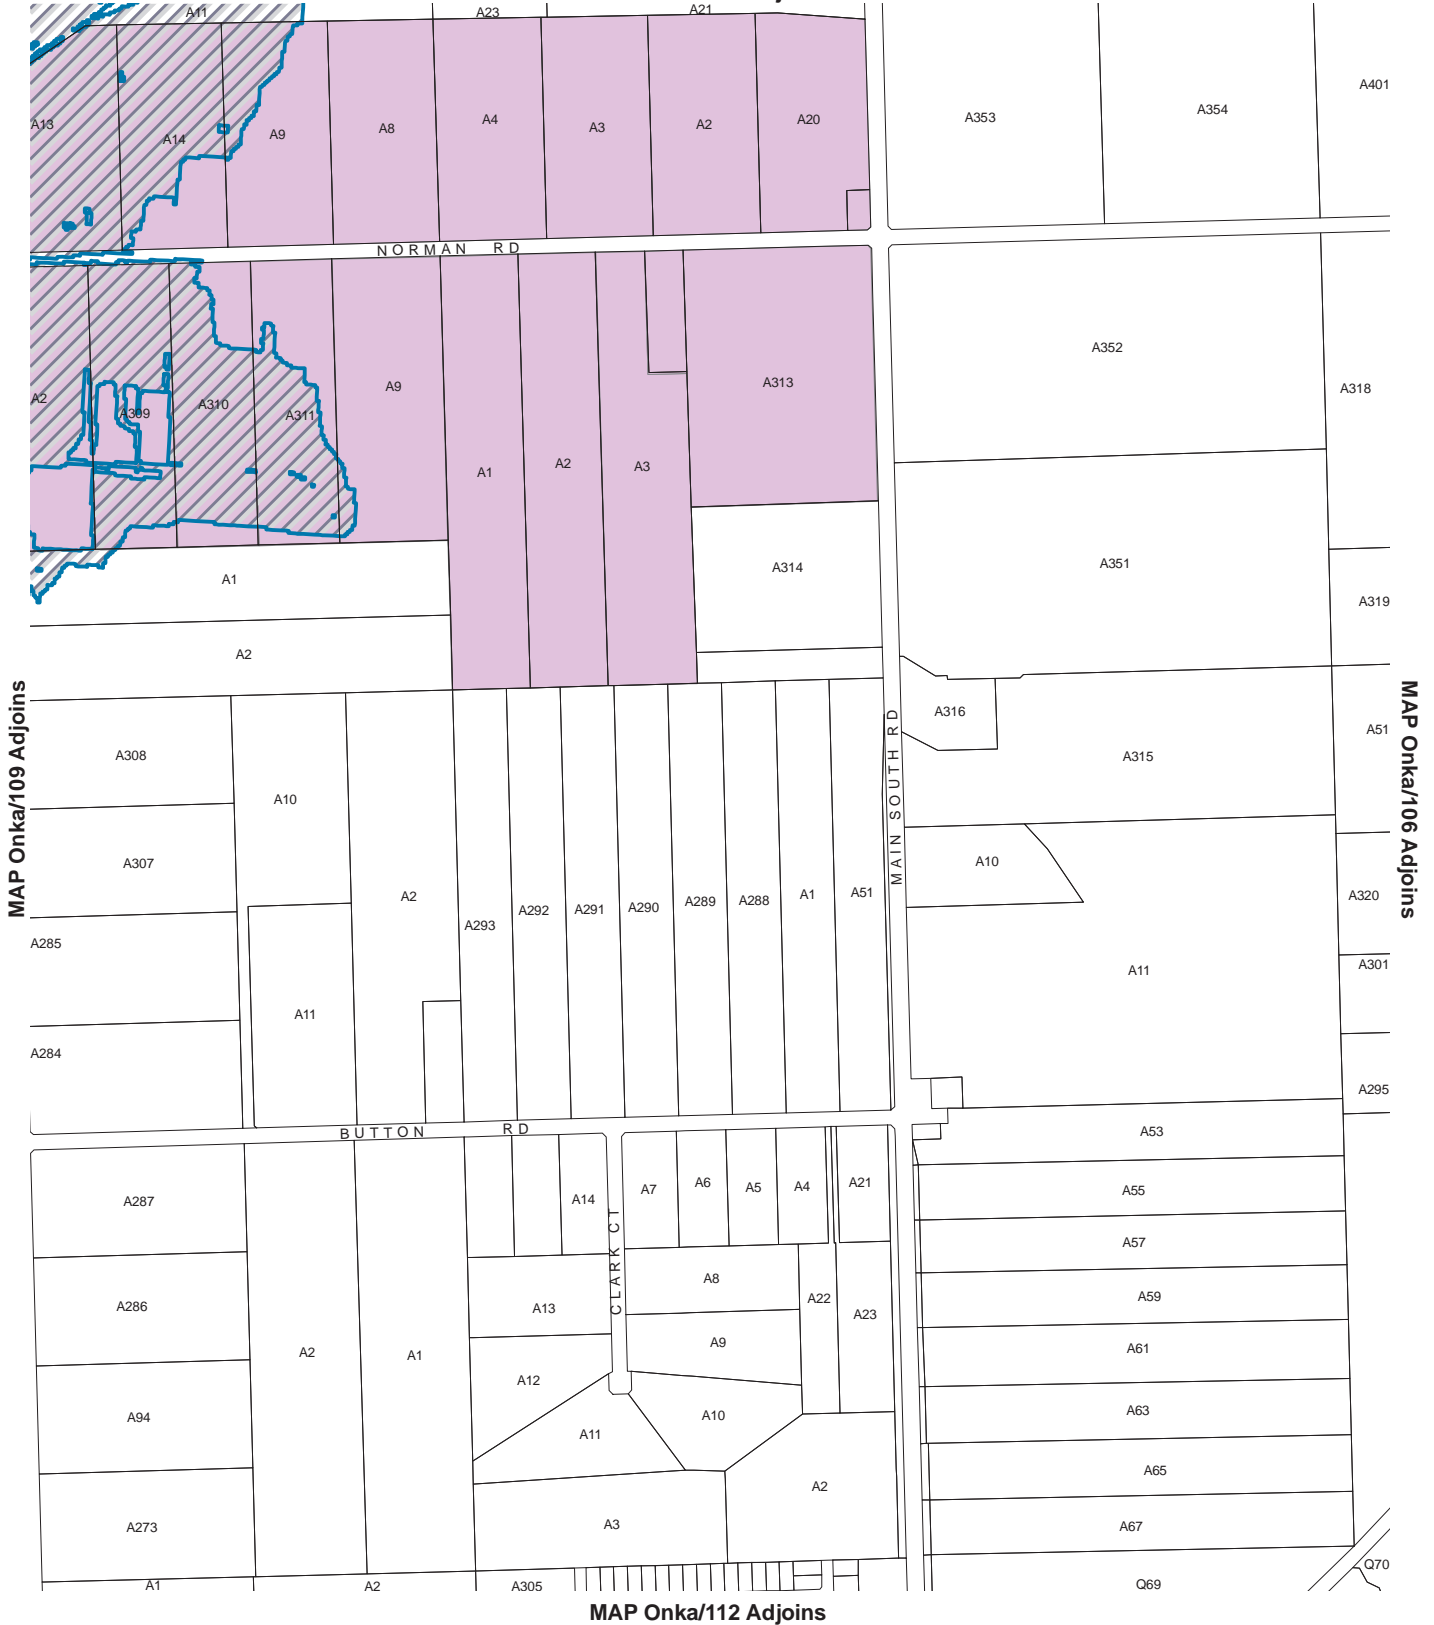 A11
A23
A21
A13
A14
A9
A8
A4
A3
A2
A20
A353
A354
A401
NORMAN RD
A2
A309
A310
A311
A9
A1
A2
A3
A313
A352
A318
A314
A351
A319
A1
A2
A308
A10
A316
A315
A51
MAIN SOUTH RD
MAP Onka/109 Adjoins
MAP Onka/106 Adjoins
A307
A2
A293
A292
A291
A290
A289
A288
A1
A51
A10
A320
A285
A11
A11
A301
A284
A295
BUTTON RD
A53
A287
A14
A7
A6
A5
A4
A21
A55
CLARK CT
A57
A286
A13
A8
A22
A23
A59
A2
A1
A12
A9
A61
A94
A11
A10
A63
A65
A273
A3
A2
A67
A1
A2
A305
Q69
Q70
MAP Onka/112 Adjoins